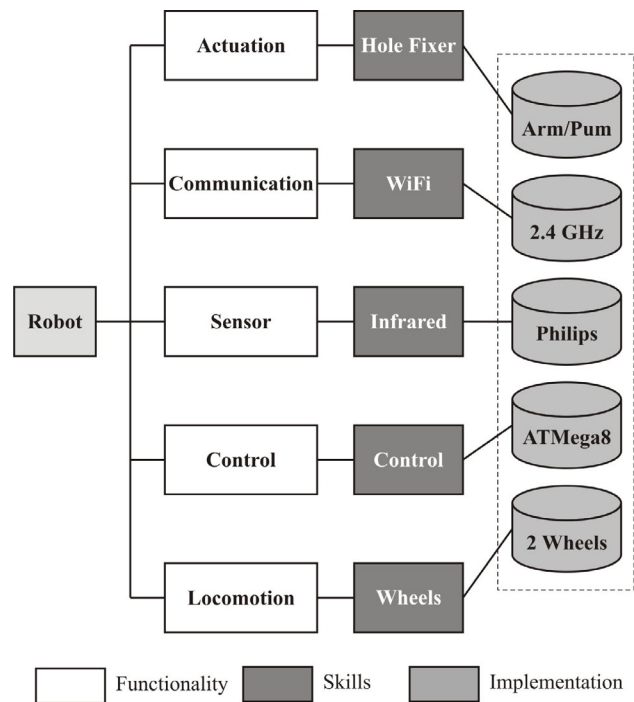 Actuation
Hole Fixer
Arm/Pum
Communication
WiFi
2.4 GHz
Robot
Sensor
Infrared
Philips
Control
Control
ATMega8
Locomotion
Wheels
2 Wheels
Functionality
Skills
Implementation